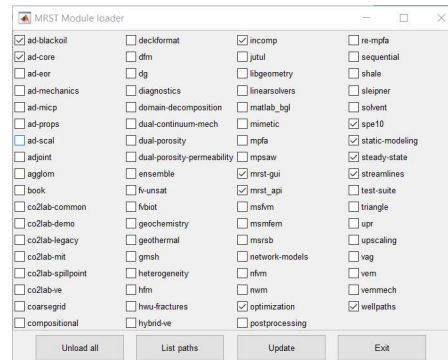 MRST Module loader
ad-blackoil
ad-core
ad-eor
ad-mechanics
ad-micp
ad-props
ad-scal
adjoint
agglom
book
co2lab-common
co2lab-demo
co2lab-legacy
co2lab-mit
co2lab-spillpoint
co2lab-ve
coarsegrid
compositional
deckformat
dfm
dg
diagnostics
domain-decomposition
dual-continuum-mech
dual-porosity
dual-porosity-permeability
ensemble
fv-unsat
fvbiot
geochemistry
geothermal
gmsh
heterogeneity
hfm
hwu-fractures
hybrid-ve
incomp
jutul
libgeometry
linearsolvers
matlab_bgl
mimetic
mpfa
mpsaw
mrst-gui
mrst_api
msfvm
msmfem
msrsb
network-models
nfvm
nwm
optimization
postprocessing
re-mpfa
sequential
shale
sleipner
solvent
spe10
static-modeling
steady-state
streamlines
test-suite
triangle
upr
upscaling
vag
vem
vemmech
wellpaths
Unload all
List paths
Update
Exit